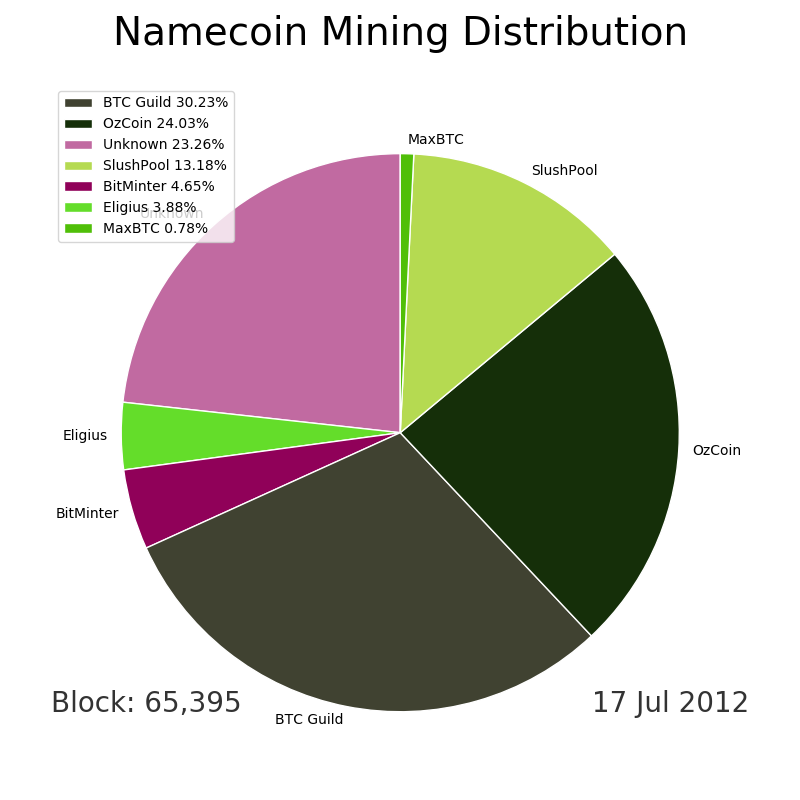 Namecoin Mining Distribution
BTC Guild 30.23%
OzCoin 24.03%
Unknown 23.26%
SlushPool 13.18%
BitMinter 4.65%
Eligius 3.88%
MaxBTC 0.78%
MaxBTC
SlushPool
Unknown
Eligius
OzCoin
BitMinter
BTC Guild
Block: 65,395
17 Jul 2012